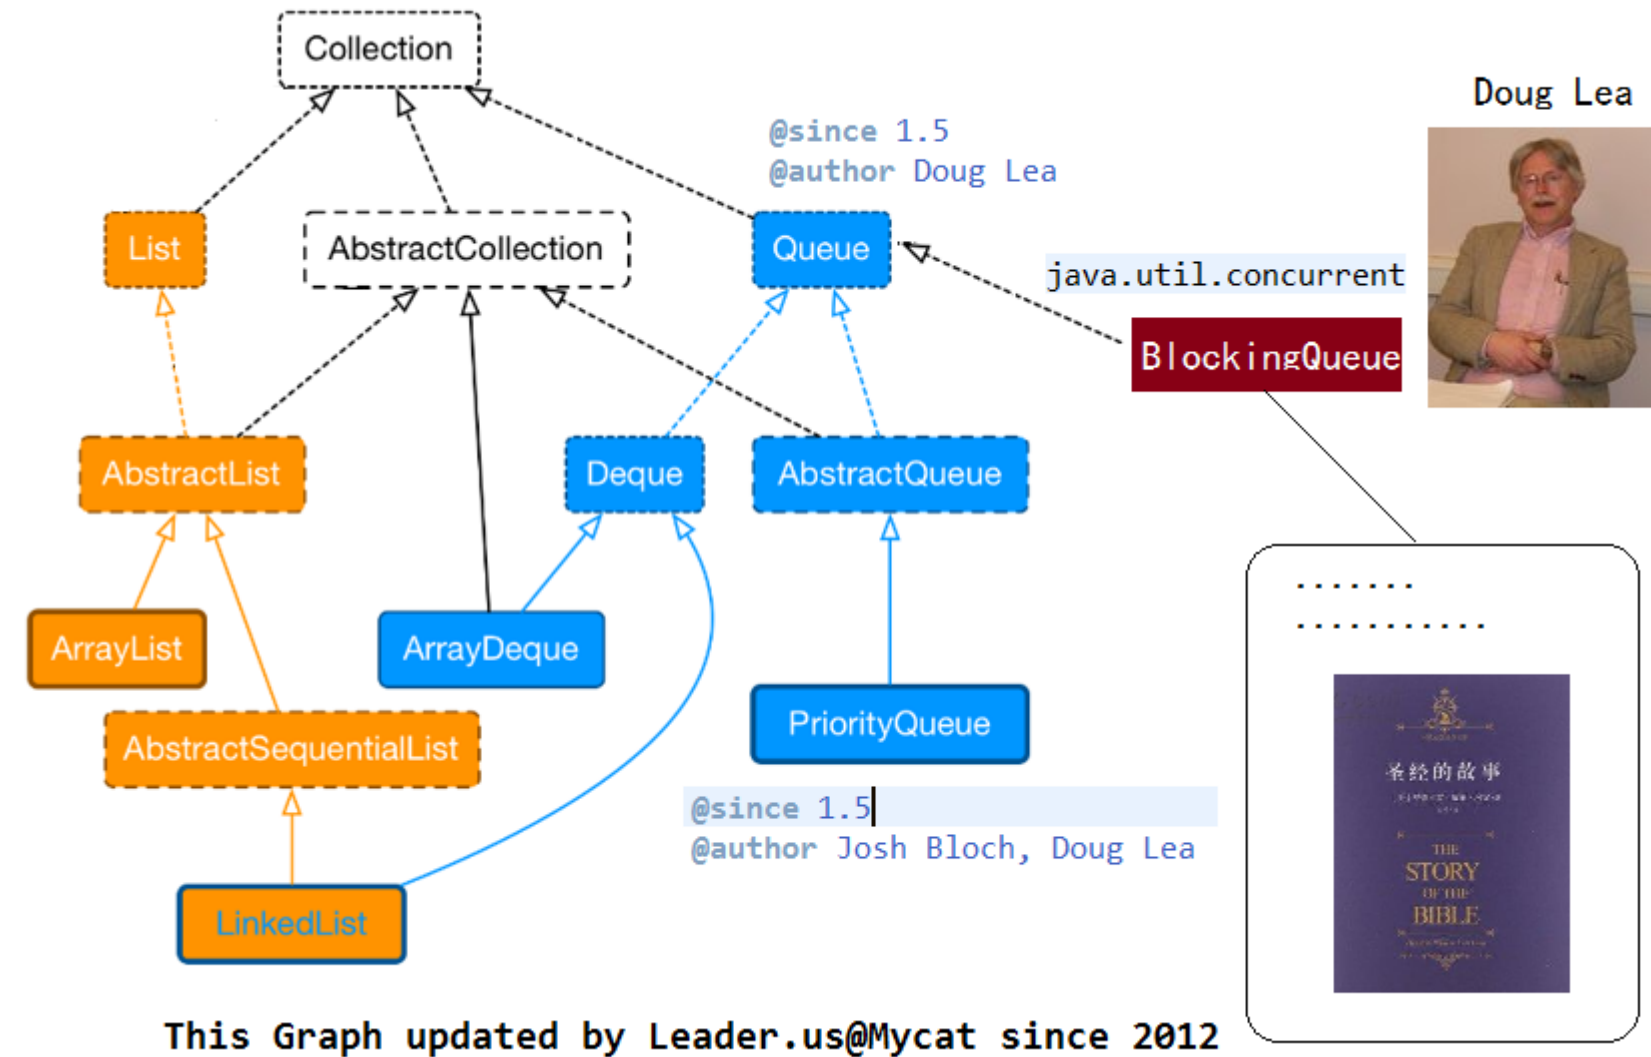 Collection
Doug Lea
@since 1.5
@author Doug Lea
List
AbstractCollection
Queue
java.util.concurrent
BlockingQueue
AbstractList
Deque
AbstractQueue
.......
...........
ArrayList
ArrayDeque
AbstractSequentialList
PriorityQueue
@since 1.5
@author Josh Bloch, Doug Lea
LinkedList
圣经的故事
THE
STORY
OF THE
BIBLE
This Graph updated by Leader.us@Mycat since 2012